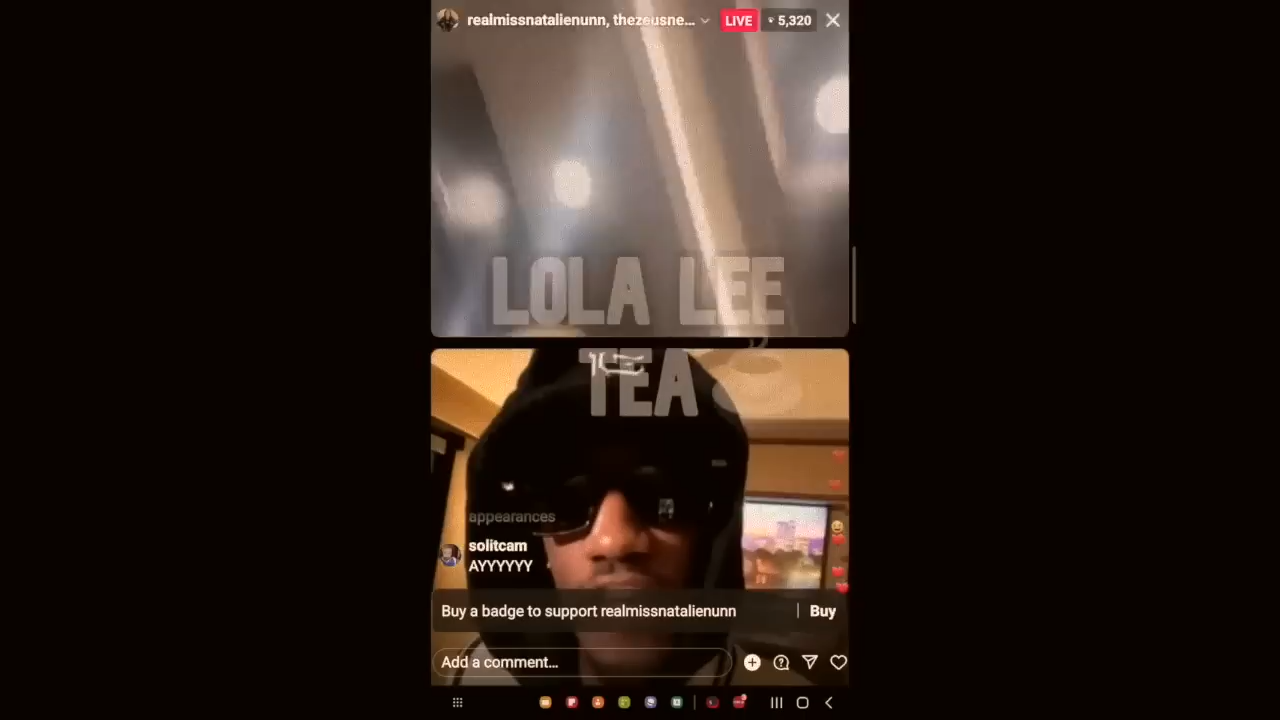 realmissnatalienunn, thezeusne...
LIVE
5,320
LOLA LEE
TEA
appearances
solitcam
AYYYYYY
Buy a badge to support realmissnatalienunn
Buy
Add a comment...